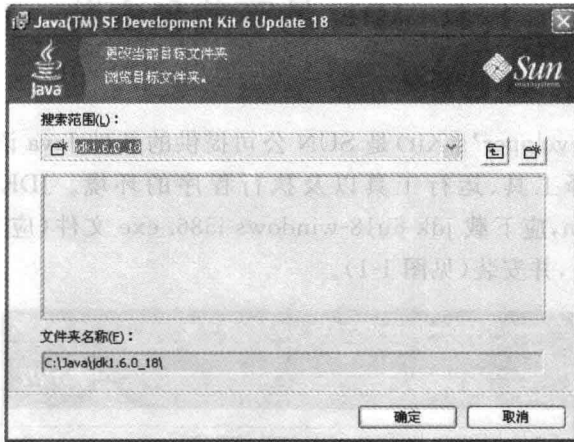 Java(TM) SE Development Kit 6 Update 18
更改当前目标文件夹
浏览目标文件夹。
Java
Sun
microsystems
搜索范围(L)：
jdk1.6.0_18
文件夹名称(F)：
C:\Java\jdk1.6.0_18\
确定
取消